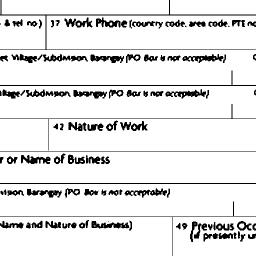 & tel no.) 37 Work Phone (country code, area code, PTE no
et Village/Subdivision, Barangay (PO Box is not acceptable)
llage/Subdivision, Barangay (PO Box is not acceptable)
42 Nature of Work
r or Name of Business
vision, Barangay (PO Box is not acceptable)
Name and Nature of Business) 49 Previous Occ
(if presently un